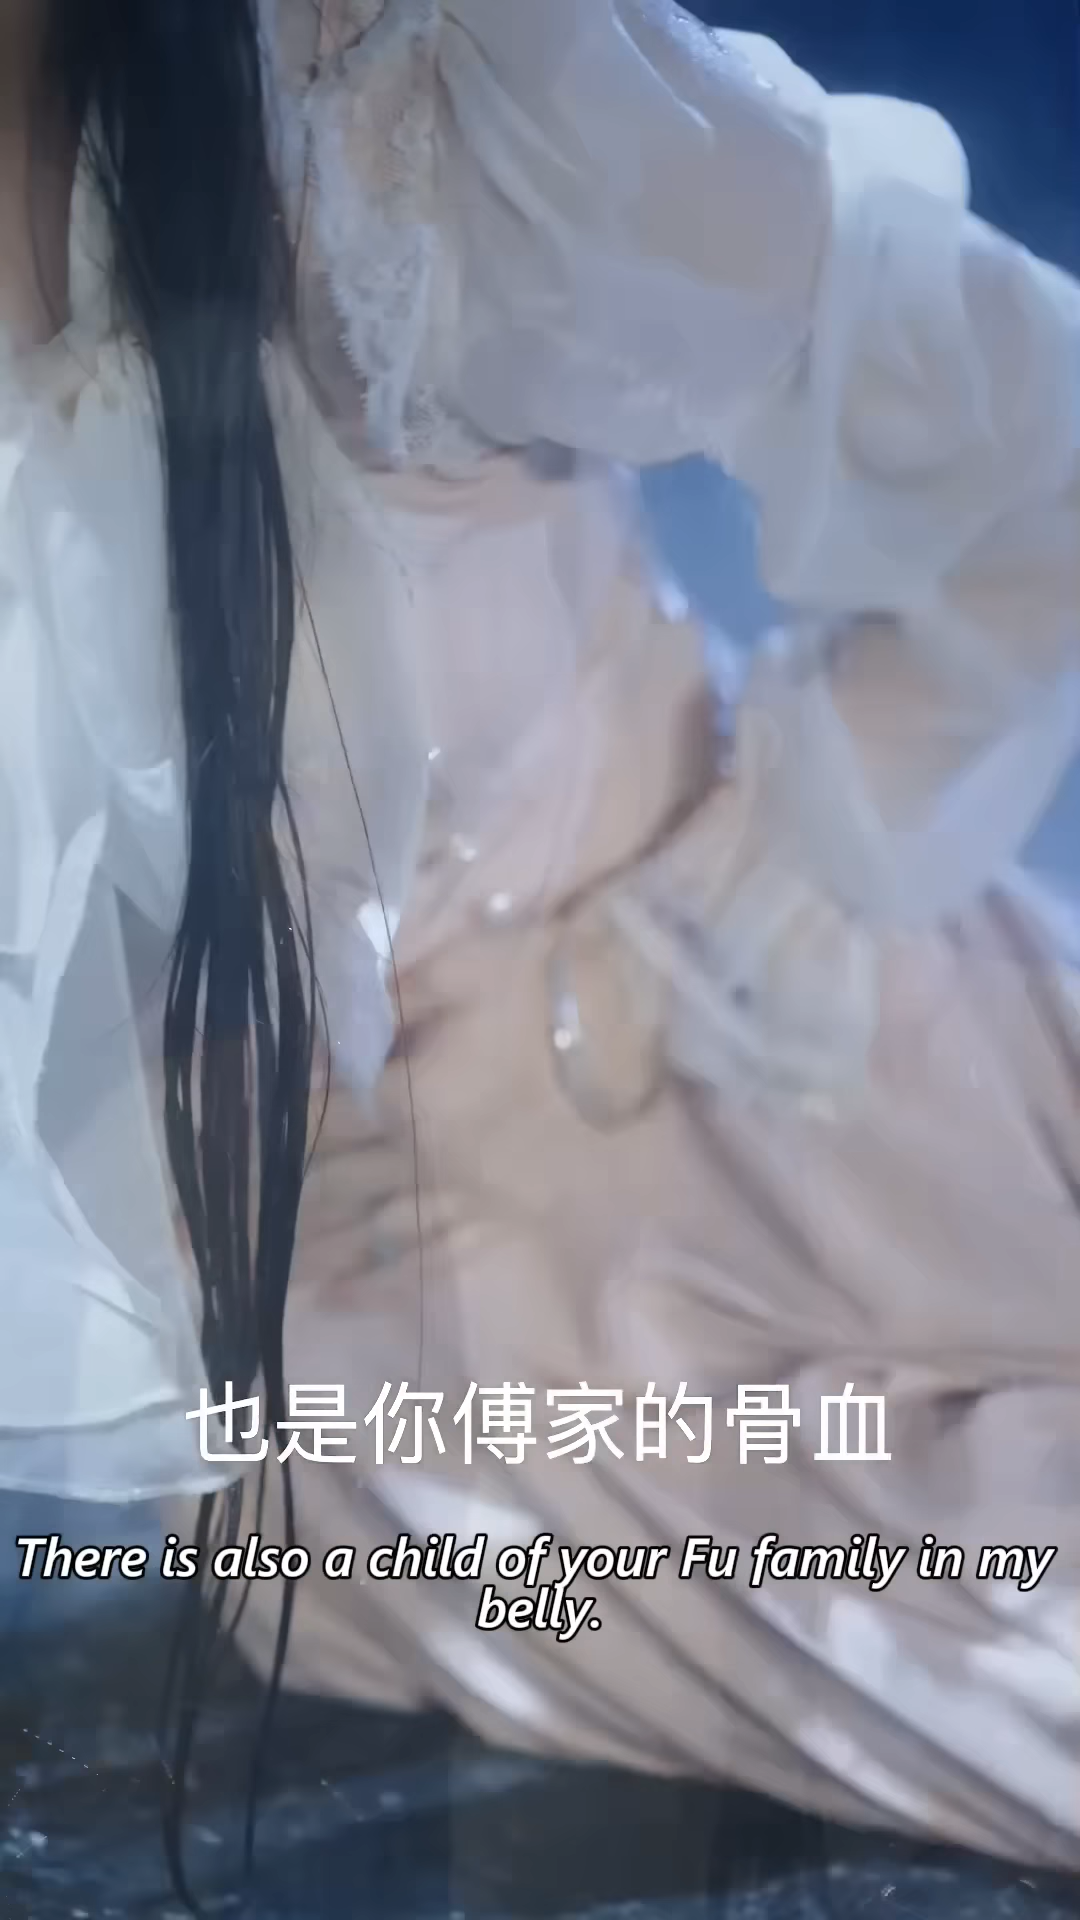 也是你傅家的骨血
There is also a child of your Fu family in my
belly.